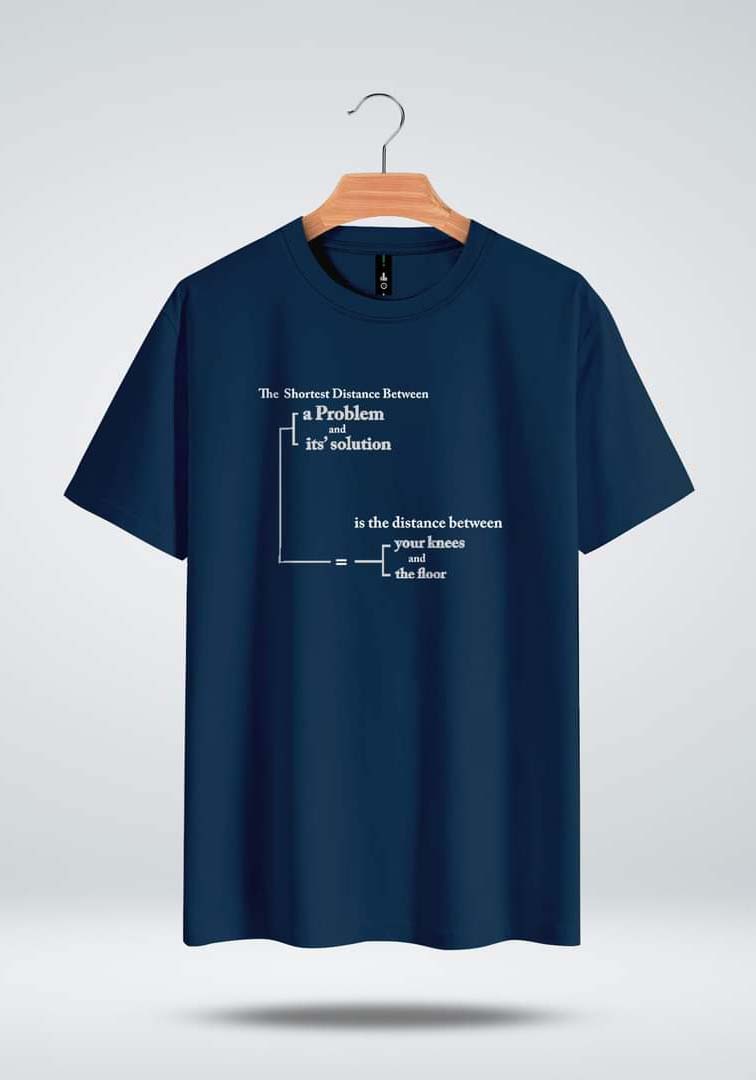 The Shortest Distance Between
a Problem
and
its' solution
is the distance between
your knees
and
the floor
=